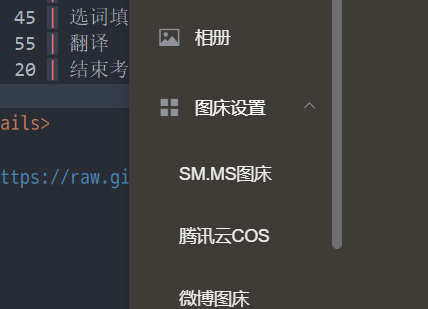 45 | 选词填
55 | 翻译
20 | 结束考
ails>
ttps://raw.gi
相册
图床设置
SM.MS图床
腾讯云COS
微博图床